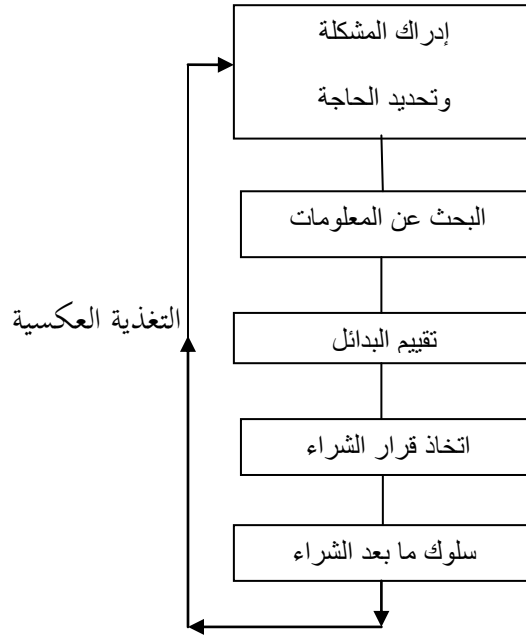 إدراك المشكلة
وتحديد الحاجة
البحث عن المعلومات
التغذية العكسية
تقييم البدائل
اتخاذ قرار الشراء
سلوك ما بعد الشراء